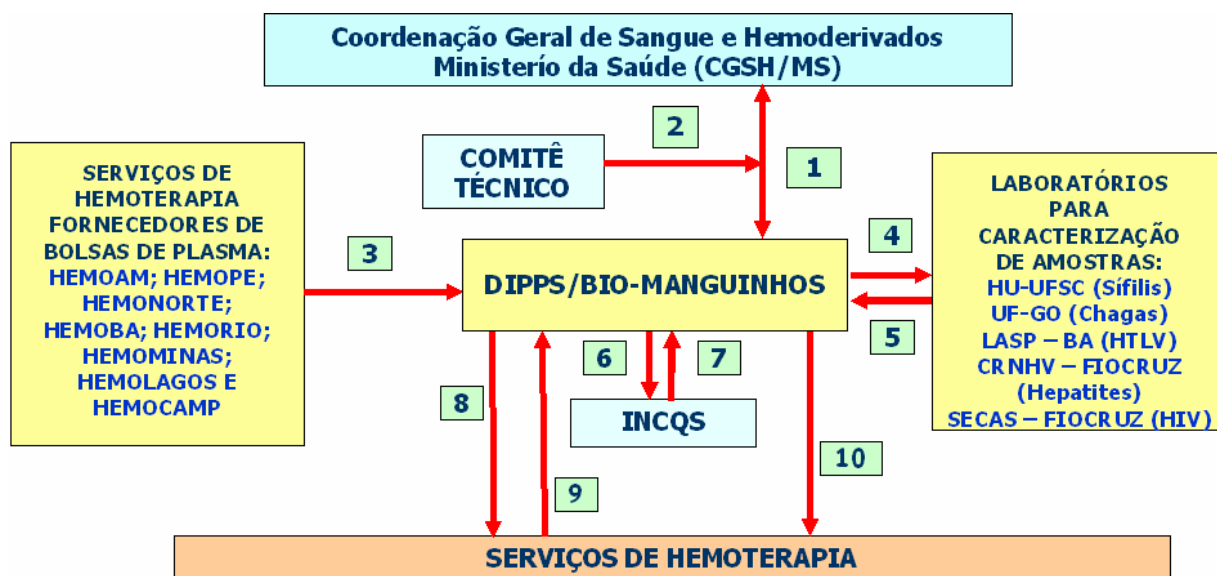 Coordenação Geral de Sangue e Hemoderivados
Ministerío da Saúde (CGSH/MS)
2
COMITÊ
TÉCNICO
1
SERVIÇOS DE
HEMOTERAPIA
FORNECEDORES DE
BOLSAS DE PLASMA:
HEMOAM; HEMOPE;
HEMONORTE;
HEMOBA; HEMORIO;
HEMOMINAS;
HEMOLAGOS E
HEMOCAMP
3
DIPPS/BIO-MANGUINHOS
4
5
LABORATÓRIOS
PARA
CARACTERIZAÇÃO
DE AMOSTRAS:
HU-UFSC (Sífilis)
UF-GO (Chagas)
LASP – BA (HTLV)
CRNHV – FIOCRUZ
(Hepatites)
SECAS – FIOCRUZ (HIV)
6
7
INCQS
8
9
10
SERVIÇOS DE HEMOTERAPIA